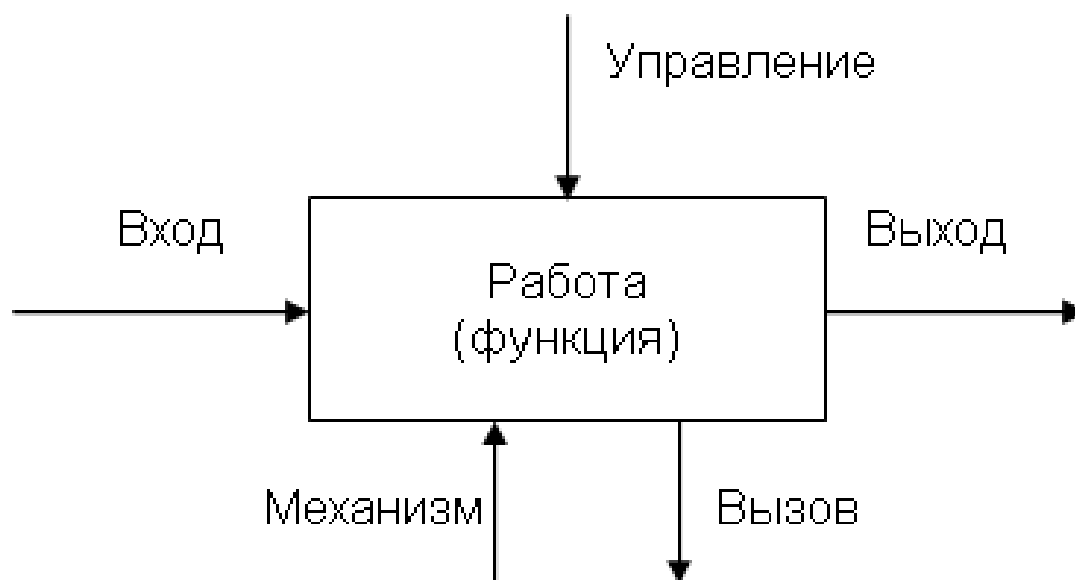 Управление
Вход
Выход
Работа
(функция)
Механизм
Вызов